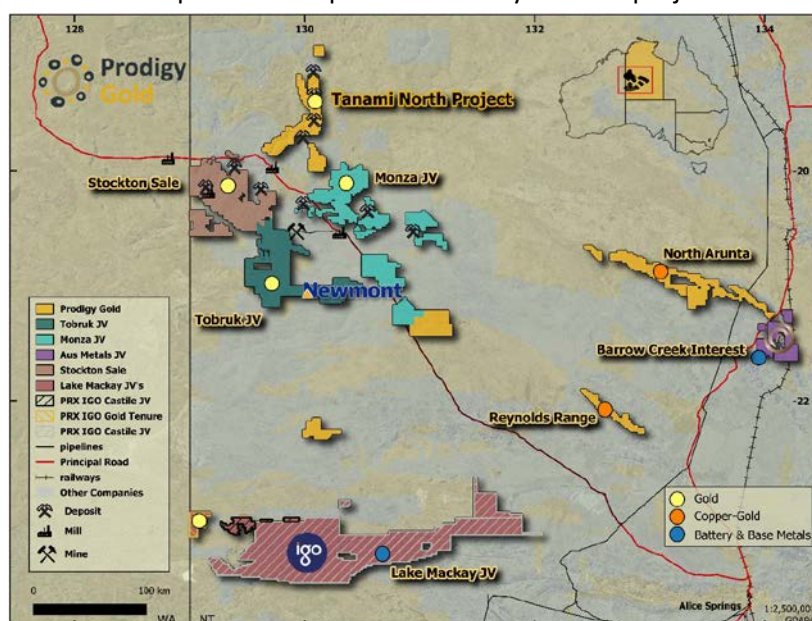 128
130
132
134
Prodigy
Gold
Tanami North Project
-20
Stockton Sale
Monza JV
North Arunta
Newmont
Tobruk JV
Barrow Creek Interest
-22
Reynolds Range
Prodigy Gold
Tobruk JV
Monza JV
Aus Metals JV
Stockton Sale
Lake Mackay JV's
PRX IGO Castile JV
PRX IGO Gold Tenure
PRX IGO Castile JV
pipelines
Principal Road
railways
Other Companies
Deposit
Mill
Mine
Gold
Copper-Gold
Battery & Base Metals
igo
Lake Mackay JV
0 100 km
WA NT
Alice Springs
1:2,500,00